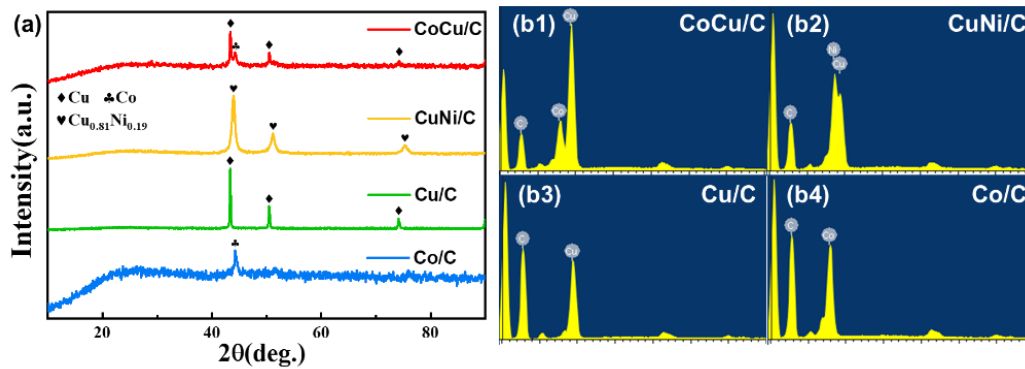 (a)
CoCu/C
♦Cu ♣Co
♥Cu0.81Ni0.19
CuNi/C
Cu/C
Co/C
Intensity(a.u.)
20
40
60
80
2θ(deg.)
(b1)
CoCu/C
C
Co
Cu
(b2)
CuNi/C
C
Ni
Cu
(b3)
Cu/C
C
Cu
(b4)
Co/C
C
Co